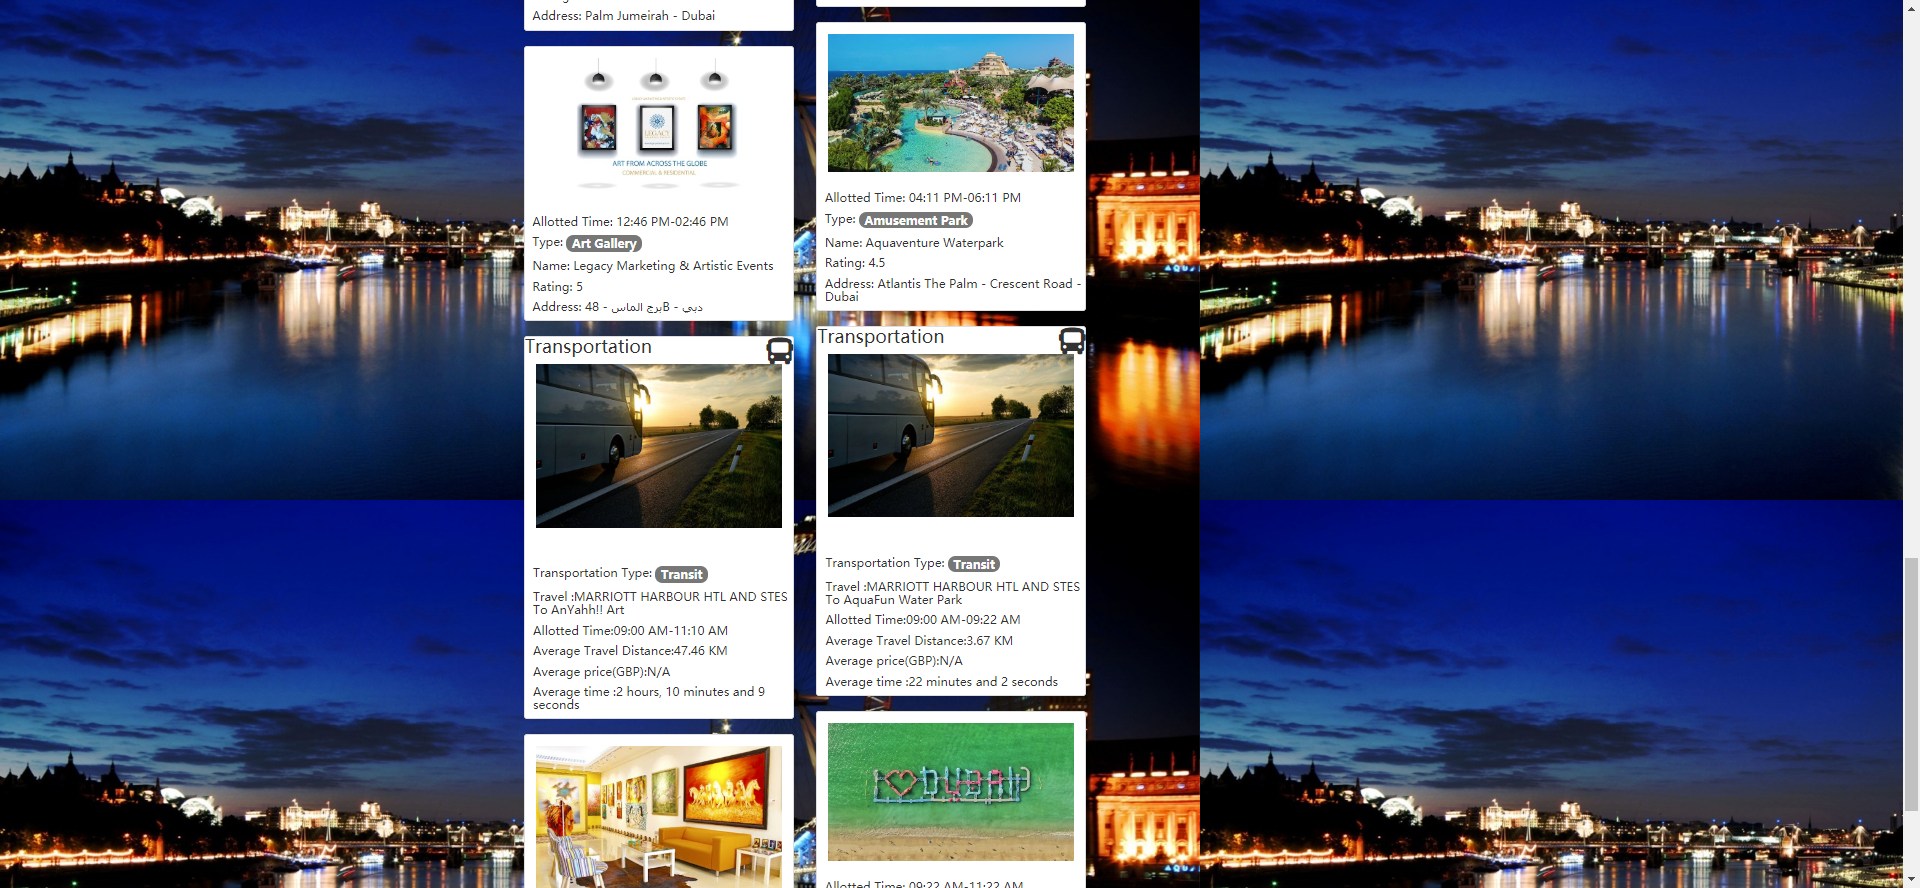 Address: Palm Jumeirah - Dubai
LEGACY
ART FROM ACROSS THE GLOBE
COMMERCIAL & RESIDENTIAL
Allotted Time: 12:46 PM-02:46 PM
Type: Art Gallery
Name: Legacy Marketing & Artistic Events
Rating: 5
Address: 48 - برج الماسB - دبي
Transportation
Transportation Type: Transit
Travel :MARRIOTT HARBOUR HTL AND STES
To AnYahh!! Art
Allotted Time:09:00 AM-11:10 AM
Average Travel Distance:47.46 KM
Average price(GBP):N/A
Average time :2 hours, 10 minutes and 9
seconds
Allotted Time: 04:11 PM-06:11 PM
Type: Amusement Park
Name: Aquaventure Waterpark
Rating: 4.5
Address: Atlantis The Palm - Crescent Road -
Dubai
Transportation
Transportation Type: Transit
Travel :MARRIOTT HARBOUR HTL AND STES
To AquaFun Water Park
Allotted Time:09:00 AM-09:22 AM
Average Travel Distance:3.67 KM
Average price(GBP):N/A
Average time :22 minutes and 2 seconds
I DUBAI
Allotted Time: 09:22 AM-11:22 AM